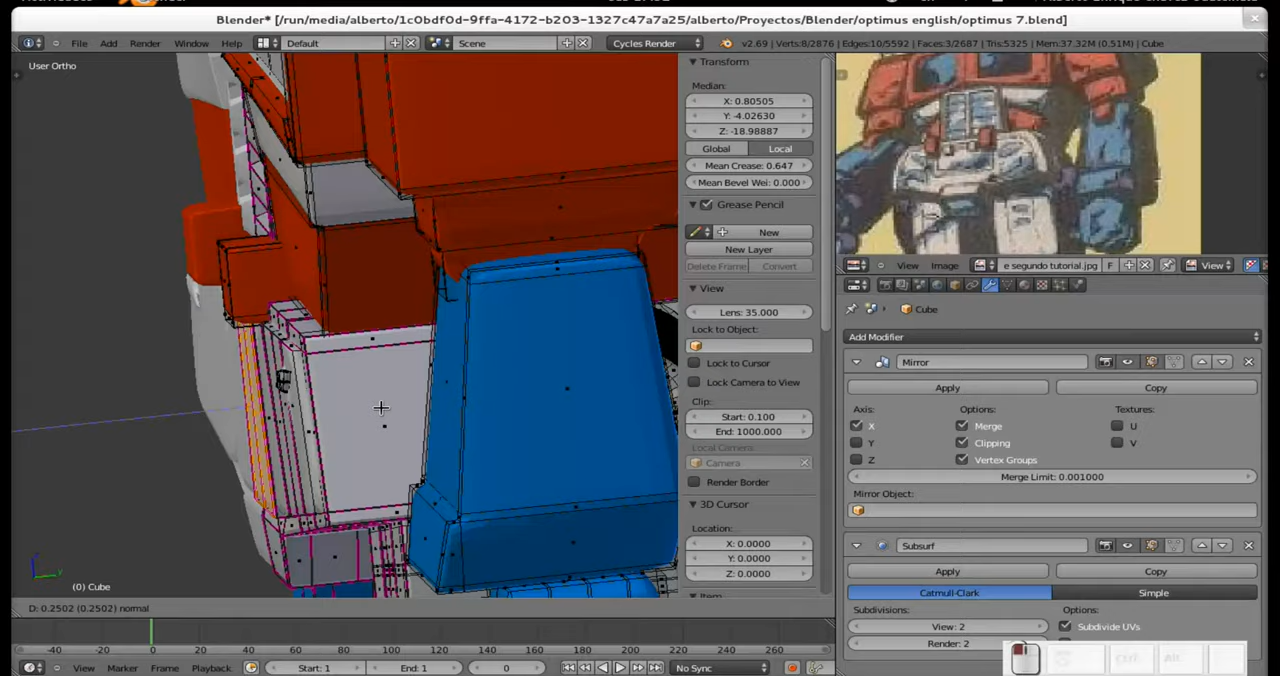 Blender* [/run/media/alberto/1c0bdf0d-9ffa-4172-b203-1327c47a7a25/alberto/Proyectos/Blender/optimus english/optimus 7.blend]
File Add Render Window Help Default Scene Cycles Render v2.69 | Verts:8/2876 | Edges:10/5592 | Faces:3/2687 | Tris:5325 | Mem:37.32M (0.51M) | Cube
User Ortho
Transform
Median:
X: 0.80505
Y: -4.02630
Z: -18.98887
Global Local
Mean Crease: 0.647
Mean Bevel Wei: 0.000
Grease Pencil
New
New Layer
Delete Frame Convert
View
Lens: 35.000
Lock to Object:
Lock to Cursor
Lock Camera to View
Clip:
Start: 0.100
End: 1000.000
Local Camera:
Camera
Render Border
3D Cursor
Location:
X: 0.0000
Y: 0.0000
Z: 0.0000
Item
(0) Cube
D: 0.2502 (0.2502) normal
View Image e segundo tutorial.jpg F View
Cube
Add Modifier
Mirror
Apply Copy
Axis: Options: Textures:
X Merge U
Y Clipping V
Z Vertex Groups
Merge Limit: 0.001000
Mirror Object:
Subsurf
Apply Copy
Catmull-Clark Simple
Subdivisions: Options:
View: 2 Subdivide UVs
Render: 2
Ctrl Alt
-40 -20 0 20 40 60 80 100 120 140 160 180 200 220 240 260
View Marker Frame Playback Start: 1 End: 1 0 No Sync